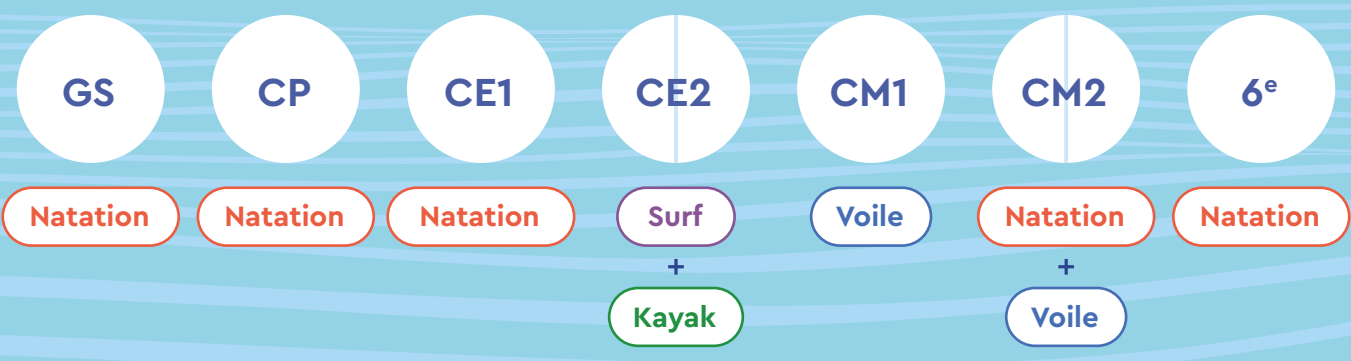 GS CP CE1 CE2 CM1 CM2 6ᵉ
Natation Natation Natation Surf Voile Natation Natation
+ +
Kayak Voile